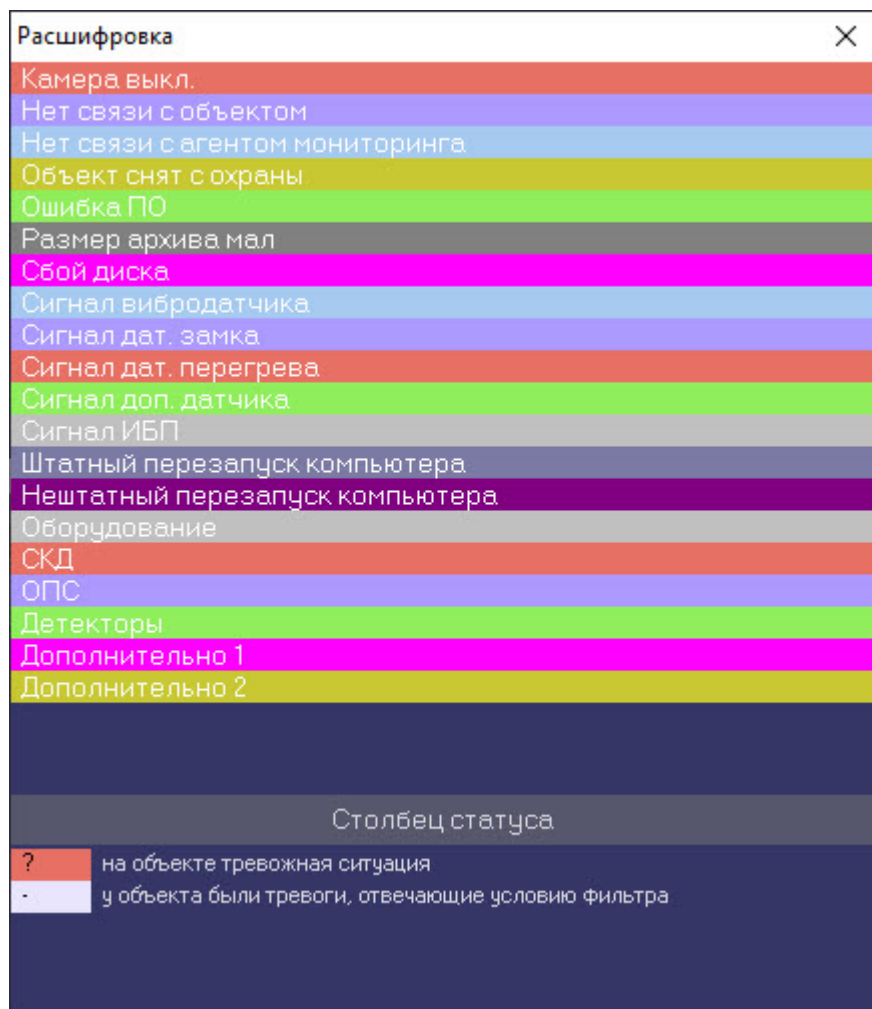 Расшифровка
Камера выкл.
Нет связи с объектом
Нет связи с агентом мониторинга
Объект снят с охраны
Ошибка ПО
Размер архива мал
Сбой диска
Сигнал вибродатчика
Сигнал дат. замка
Сигнал дат. перегрева
Сигнал доп. датчика
Сигнал ИБП
Штатный перезапуск компьютера
Нештатный перезапуск компьютера
Оборудование
СКД
ОПС
Детекторы
Дополнительно 1
Дополнительно 2
Столбец статуса
? на объекте тревожная ситуация
- у объекта были тревоги, отвечающие условию фильтра